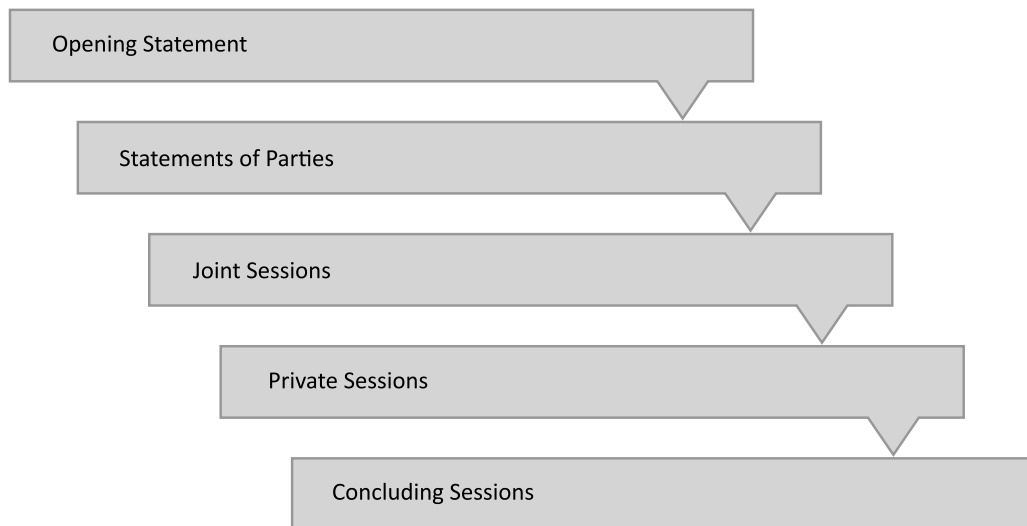 Opening Statement
Statements of Parties
Joint Sessions
Private Sessions
Concluding Sessions